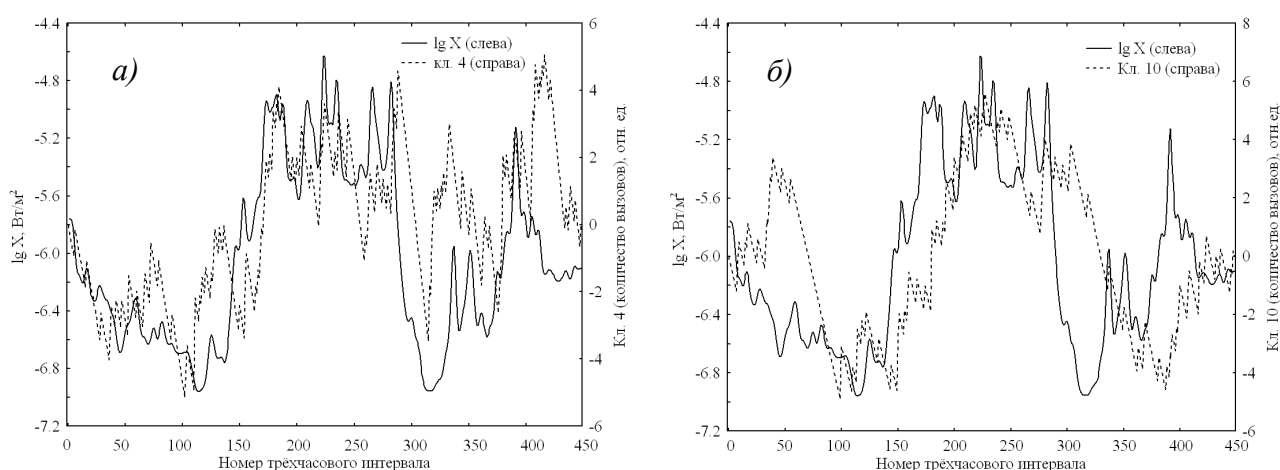 а)
lg X (слева)
кл. 4 (справа)
lg X, Вт/м²
-4.4
-4.8
-5.2
-5.6
-6.0
-6.4
-6.8
-7.2
6
4
2
0
-2
-4
-6
Кл. 4 (количество вызовов), отн. ед.
0 50 100 150 200 250 300 350 400 450
Номер трёхчасового интервала
б)
lg X (слева)
Кл. 10 (справа)
lg X, Вт/м²
-4.4
-4.8
-5.2
-5.6
-6.0
-6.4
-6.8
-7.2
8
6
4
2
0
-2
-4
-6
Кл. 10 (количество вызовов), отн.ед.
0 50 100 150 200 250 300 350 400 450
Номер трёхчасового интервала